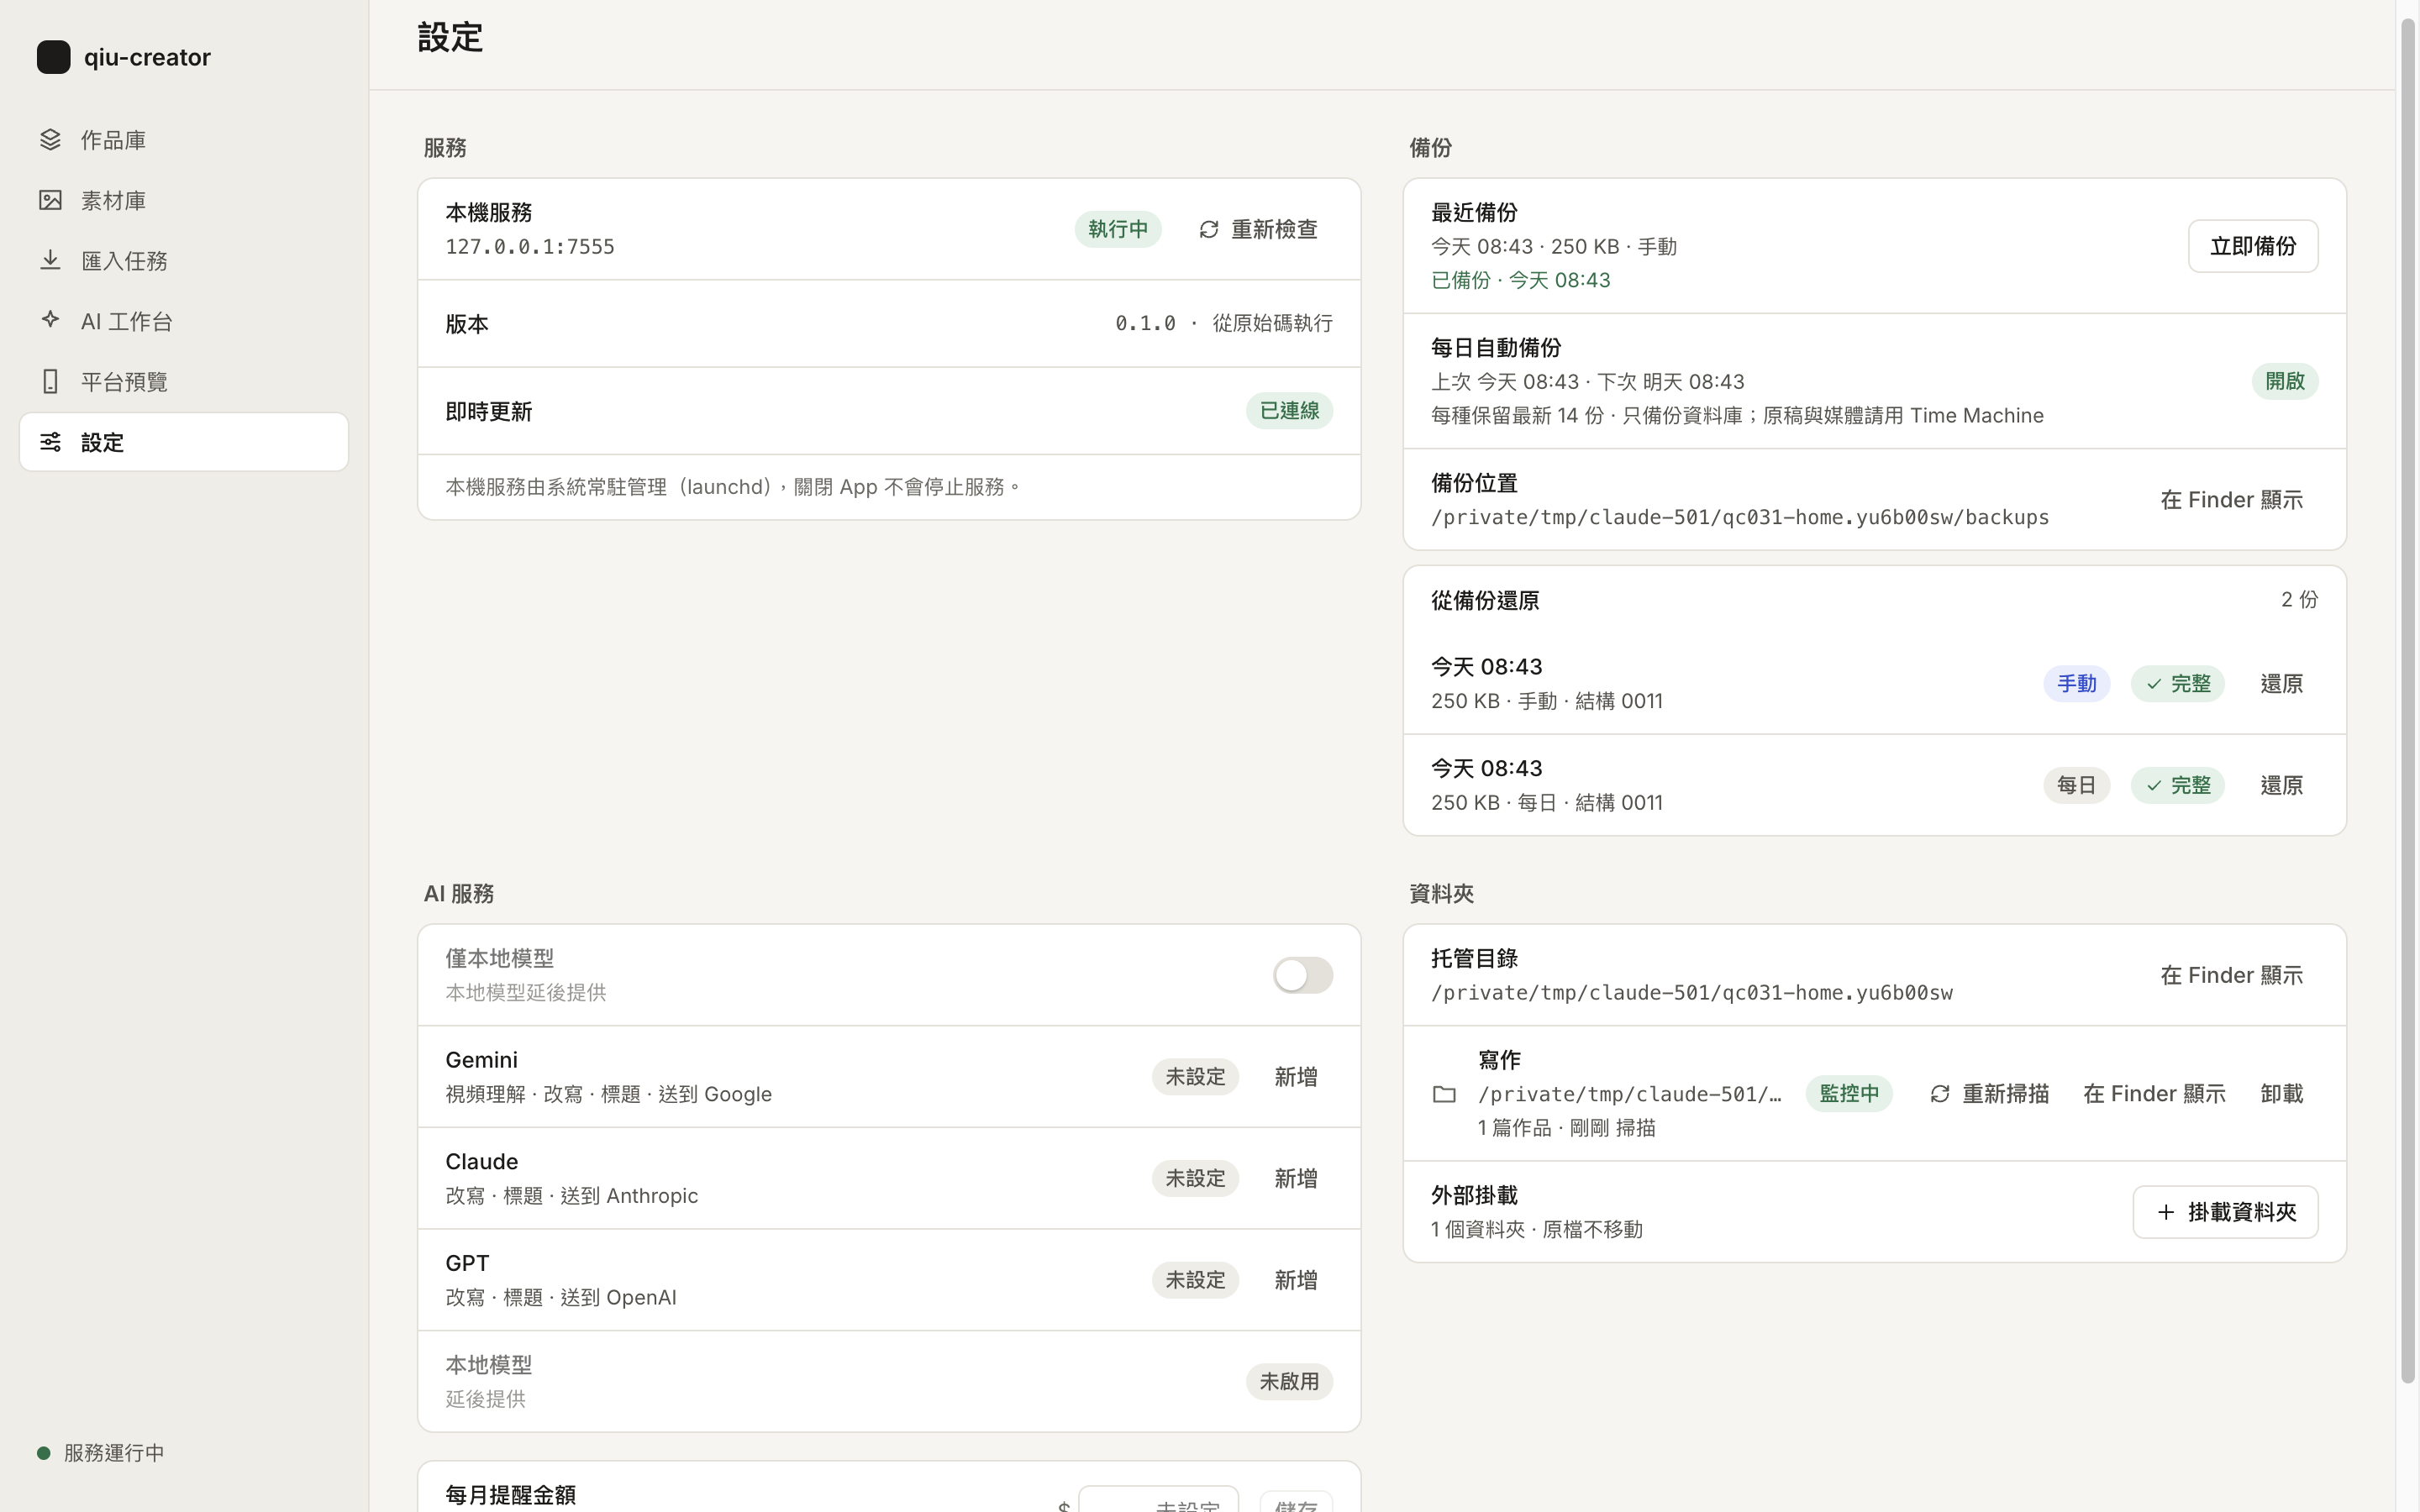 qiu-creator
作品庫
素材庫
匯入任務
AI 工作台
平台預覽
設定
服務運行中
設定
服務
本機服務
127.0.0.1:7555
執行中
重新檢查
版本
0.1.0 · 從原始碼執行
即時更新
已連線
本機服務由系統常駐管理（launchd），關閉 App 不會停止服務。
備份
最近備份
今天 08:43 · 250 KB · 手動
已備份 · 今天 08:43
立即備份
每日自動備份
上次 今天 08:43 · 下次 明天 08:43
每種保留最新 14 份 · 只備份資料庫；原稿與媒體請用 Time Machine
開啟
備份位置
/private/tmp/claude-501/qc031-home.yu6b00sw/backups
在 Finder 顯示
從備份還原
2 份
今天 08:43
250 KB · 手動 · 結構 0011
手動
完整
還原
今天 08:43
250 KB · 每日 · 結構 0011
每日
完整
還原
AI 服務
僅本地模型
本地模型延後提供
Gemini
視頻理解 · 改寫 · 標題 · 送到 Google
未設定
新增
Claude
改寫 · 標題 · 送到 Anthropic
未設定
新增
GPT
改寫 · 標題 · 送到 OpenAI
未設定
新增
本地模型
延後提供
未啟用
每月提醒金額
$
未設定
儲存
資料夾
托管目錄
/private/tmp/claude-501/qc031-home.yu6b00sw
在 Finder 顯示
寫作
/private/tmp/claude-501/…
1 篇作品 · 剛剛 掃描
監控中
重新掃描
在 Finder 顯示
卸載
外部掛載
1 個資料夾 · 原檔不移動
掛載資料夾